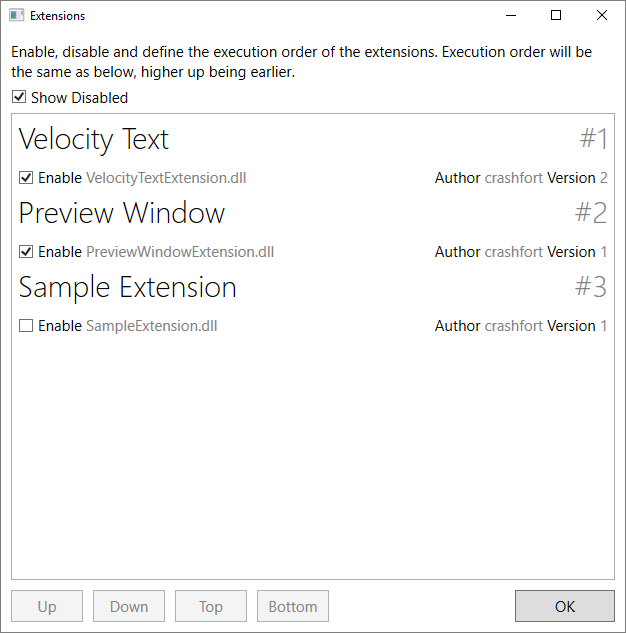 Extensions
Enable, disable and define the execution order of the extensions. Execution order will be
the same as below, higher up being earlier.
Show Disabled
Velocity Text #1
Enable VelocityTextExtension.dll Author crashfort Version 2
Preview Window #2
Enable PreviewWindowExtension.dll Author crashfort Version 1
Sample Extension #3
Enable SampleExtension.dll Author crashfort Version 1
Up Down Top Bottom OK